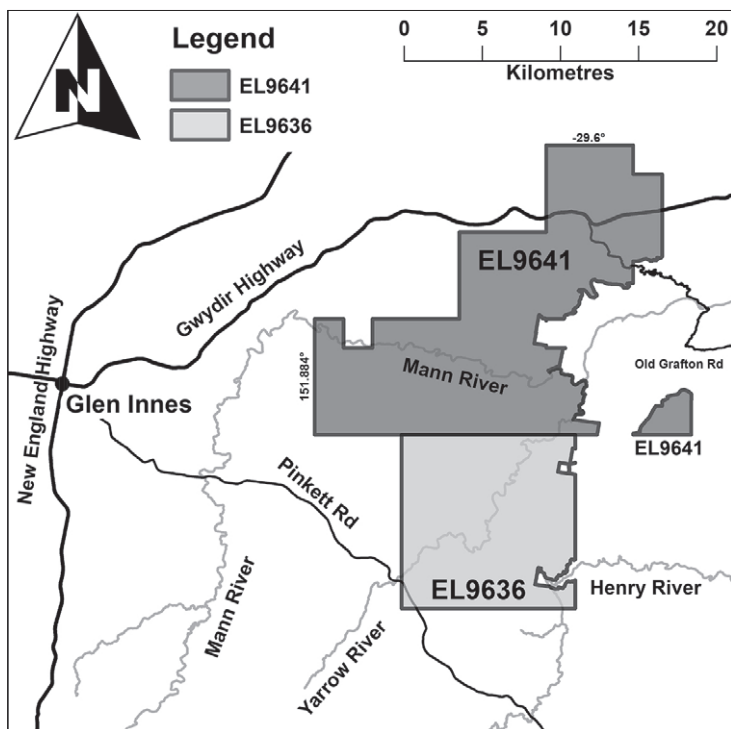 N
Legend
EL9641
EL9636
0 5 10 15 20
Kilometres
-29.6°
EL9641
Gwydir Highway
New England Highway
Glen Innes
151.884°
Mann River
Old Grafton Rd
EL9641
Pinkett Rd
EL9636
Henry River
Mann River
Yarrow River